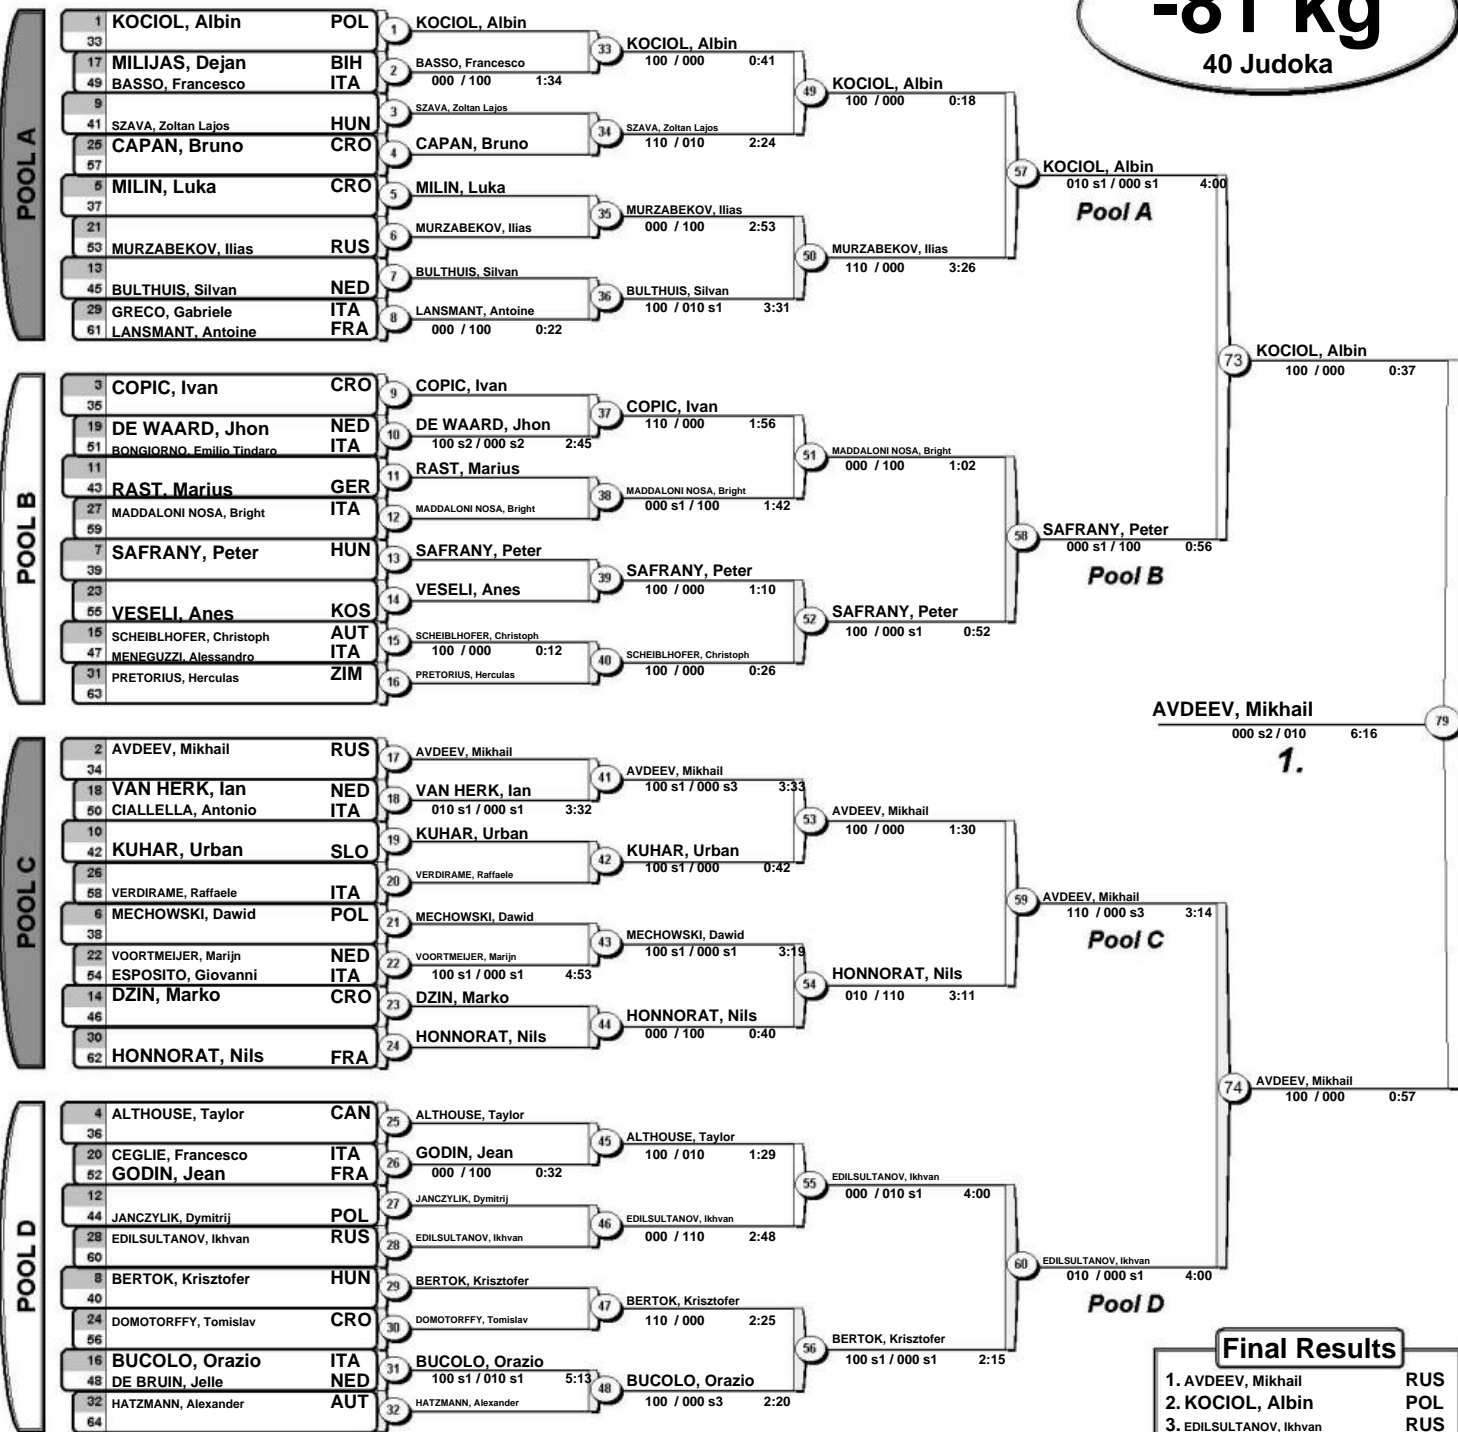 -81 kg
40 Judoka
POOL A
1 KOCIOL, Albin POL
33
17 MILIJAS, Dejan BIH
49 BASSO, Francesco ITA
9
41 SZAVA, Zoltan Lajos HUN
25 CAPAN, Bruno CRO
57
5 MILIN, Luka CRO
37
21
53 MURZABEKOV, Ilias RUS
13
45 BULTHUIS, Silvan NED
29 GRECO, Gabriele ITA
61 LANSMANT, Antoine FRA
1 KOCIOL, Albin
2 BASSO, Francesco
000 / 100 1:34
3 SZAVA, Zoltan Lajos
4 CAPAN, Bruno
5 MILIN, Luka
6 MURZABEKOV, Ilias
7 BULTHUIS, Silvan
8 LANSMANT, Antoine
000 / 100 0:22
33 KOCIOL, Albin
100 / 000 0:41
34 SZAVA, Zoltan Lajos
110 / 010 2:24
35 MURZABEKOV, Ilias
000 / 100 2:53
36 BULTHUIS, Silvan
100 / 010 s1 3:31
49 KOCIOL, Albin
100 / 000 0:18
50 MURZABEKOV, Ilias
110 / 000 3:26
57 KOCIOL, Albin
010 s1 / 000 s1 4:00
Pool A
POOL B
3 COPIC, Ivan CRO
35
19 DE WAARD, Jhon NED
51 BONGIORNO, Emilio Tindaro ITA
11
43 RAST, Marius GER
27 MADDALONI NOSA, Bright ITA
59
7 SAFRANY, Peter HUN
39
23
55 VESELI, Anes KOS
15 SCHEIBLHOFER, Christoph AUT
47 MENEGUZZI, Alessandro ITA
31 PRETORIUS, Herculas ZIM
63
9 COPIC, Ivan
10 DE WAARD, Jhon
100 s2 / 000 s2 2:45
11 RAST, Marius
12 MADDALONI NOSA, Bright
13 SAFRANY, Peter
14 VESELI, Anes
15 SCHEIBLHOFER, Christoph
100 / 000 0:12
16 PRETORIUS, Herculas
37 COPIC, Ivan
110 / 000 1:56
38 MADDALONI NOSA, Bright
000 s1 / 100 1:42
39 SAFRANY, Peter
100 / 000 1:10
40 SCHEIBLHOFER, Christoph
100 / 000 0:26
51 MADDALONI NOSA, Bright
000 / 100 1:02
52 SAFRANY, Peter
100 / 000 s1 0:52
58 SAFRANY, Peter
000 s1 / 100 0:56
Pool B
73 KOCIOL, Albin
100 / 000 0:37
AVDEEV, Mikhail 79
000 s2 / 010 6:16
1.
POOL C
2 AVDEEV, Mikhail RUS
34
18 VAN HERK, Ian NED
50 CIALLELLA, Antonio ITA
10
42 KUHAR, Urban SLO
26
58 VERDIRAME, Raffaele ITA
6 MECHOWSKI, Dawid POL
38
22 VOORTMEIJER, Marijn NED
54 ESPOSITO, Giovanni ITA
14 DZIN, Marko CRO
46
30
62 HONNORAT, Nils FRA
17 AVDEEV, Mikhail
18 VAN HERK, Ian
010 s1 / 000 s1 3:32
19 KUHAR, Urban
20 VERDIRAME, Raffaele
21 MECHOWSKI, Dawid
22 VOORTMEIJER, Marijn
100 s1 / 000 s1 4:53
23 DZIN, Marko
24 HONNORAT, Nils
41 AVDEEV, Mikhail
100 s1 / 000 s3 3:33
42 KUHAR, Urban
100 s1 / 000 0:42
43 MECHOWSKI, Dawid
100 s1 / 000 s1 3:19
44 HONNORAT, Nils
000 / 100 0:40
53 AVDEEV, Mikhail
100 / 000 1:30
54 HONNORAT, Nils
010 / 110 3:11
59 AVDEEV, Mikhail
110 / 000 s3 3:14
Pool C
POOL D
4 ALTHOUSE, Taylor CAN
36
20 CEGLIE, Francesco ITA
52 GODIN, Jean FRA
12
44 JANCZYLIK, Dymitrij POL
28 EDILSULTANOV, Ikhvan RUS
60
8 BERTOK, Krisztofer HUN
40
24 DOMOTORFFY, Tomislav CRO
56
16 BUCOLO, Orazio ITA
48 DE BRUIN, Jelle NED
32 HATZMANN, Alexander AUT
64
25 ALTHOUSE, Taylor
26 GODIN, Jean
000 / 100 0:32
27 JANCZYLIK, Dymitrij
28 EDILSULTANOV, Ikhvan
29 BERTOK, Krisztofer
30 DOMOTORFFY, Tomislav
31 BUCOLO, Orazio
100 s1 / 010 s1 5:13
32 HATZMANN, Alexander
45 ALTHOUSE, Taylor
100 / 010 1:29
46 EDILSULTANOV, Ikhvan
000 / 110 2:48
47 BERTOK, Krisztofer
110 / 000 2:25
48 BUCOLO, Orazio
100 / 000 s3 2:20
55 EDILSULTANOV, Ikhvan
000 / 010 s1 4:00
56 BERTOK, Krisztofer
100 s1 / 000 s1 2:15
60 EDILSULTANOV, Ikhvan
010 / 000 s1 4:00
Pool D
74 AVDEEV, Mikhail
100 / 000 0:57
Final Results
1. AVDEEV, Mikhail RUS
2. KOCIOL, Albin POL
3. EDILSULTANOV, Ikhvan RUS